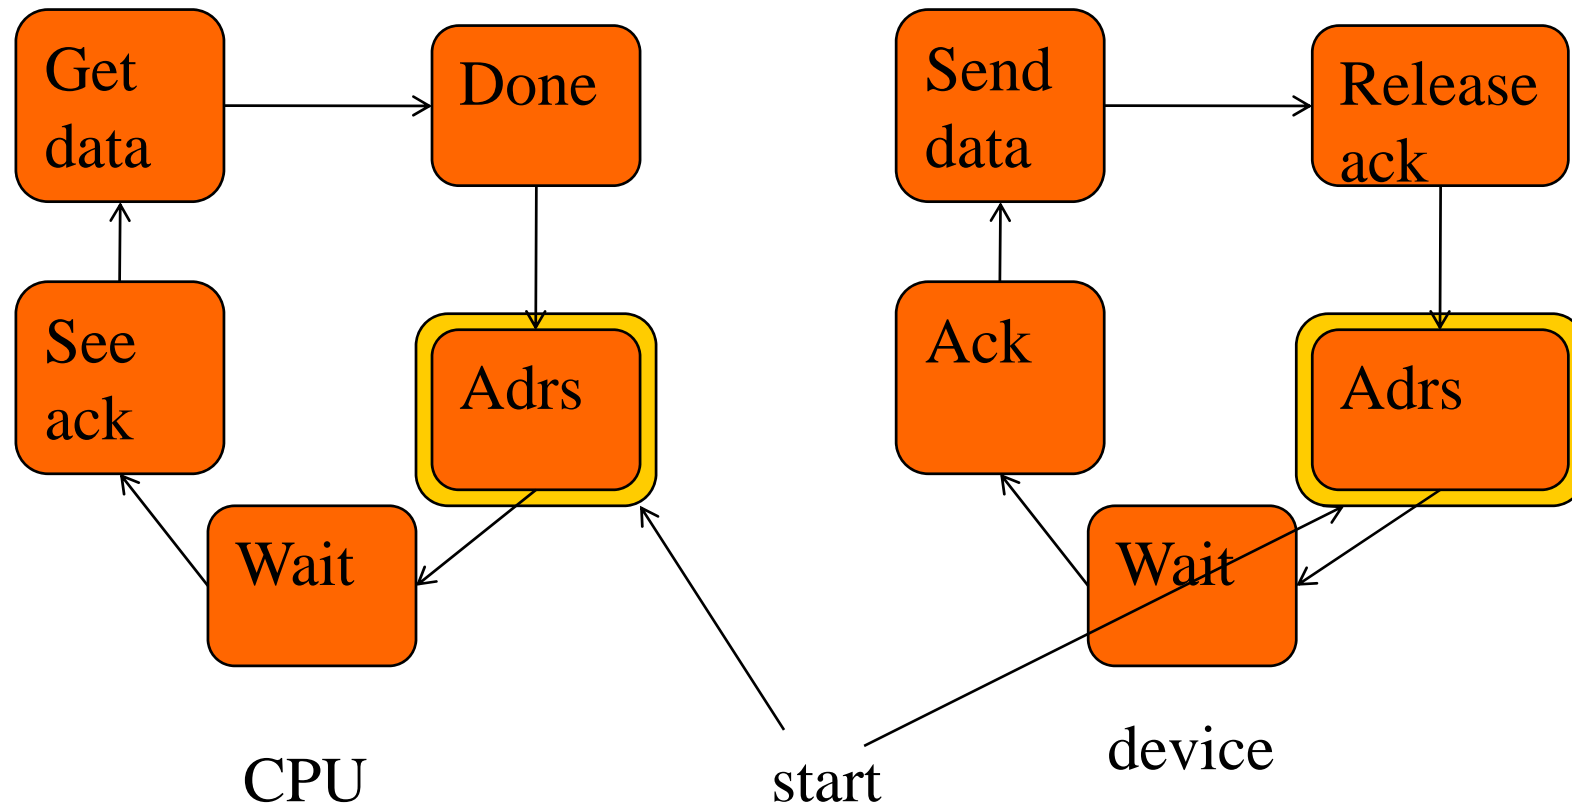 Get
data
Done
See
ack
Adrs
Wait
CPU
start
Send
data
Release
ack
Ack
Adrs
Wait
device